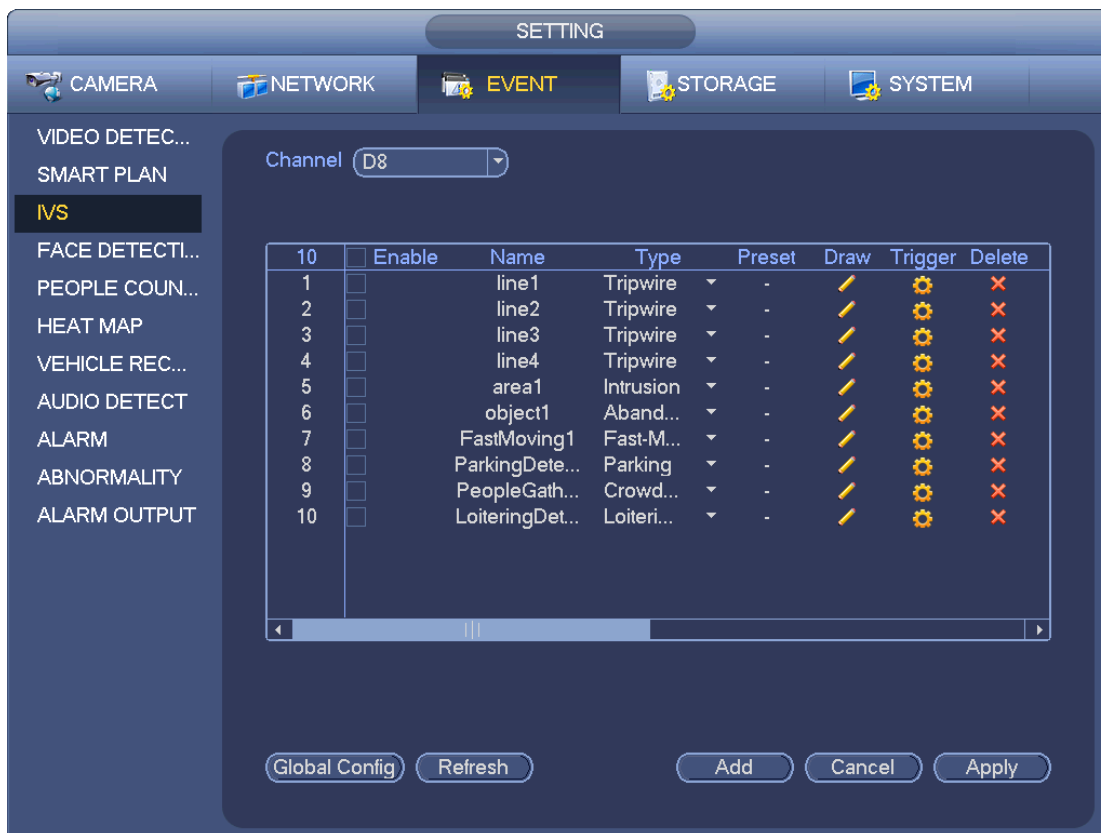 SETTING
CAMERA NETWORK EVENT STORAGE SYSTEM
VIDEO DETEC...
SMART PLAN
IVS
FACE DETECTI...
PEOPLE COUN...
HEAT MAP
VEHICLE REC...
AUDIO DETECT
ALARM
ABNORMALITY
ALARM OUTPUT
Channel D8
10 Enable Name Type Preset Draw Trigger Delete
1 line1 Tripwire -
2 line2 Tripwire -
3 line3 Tripwire -
4 line4 Tripwire -
5 area1 Intrusion -
6 object1 Aband... -
7 FastMoving1 Fast-M... -
8 ParkingDete... Parking -
9 PeopleGath... Crowd... -
10 LoiteringDet... Loiteri... -
Global Config Refresh Add Cancel Apply